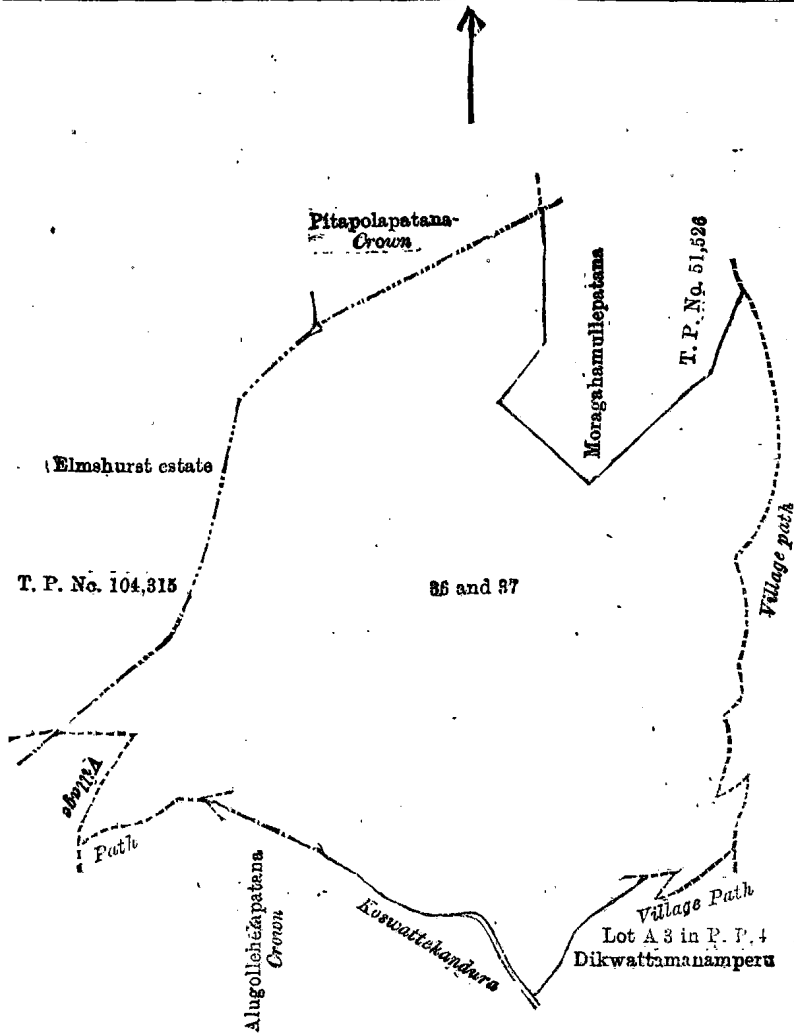 Pitapolapatana-
Crown
Moragahamullepatana
T. P. No. 51,526
Elmshurst estate
Village path
T. P. No. 104,315
36 and 37
Village
Path
Alugollehelapatana
Crown
Koswattekandura
Village Path
Lot A 3 in P. P. 4
Dikwattamanamperu